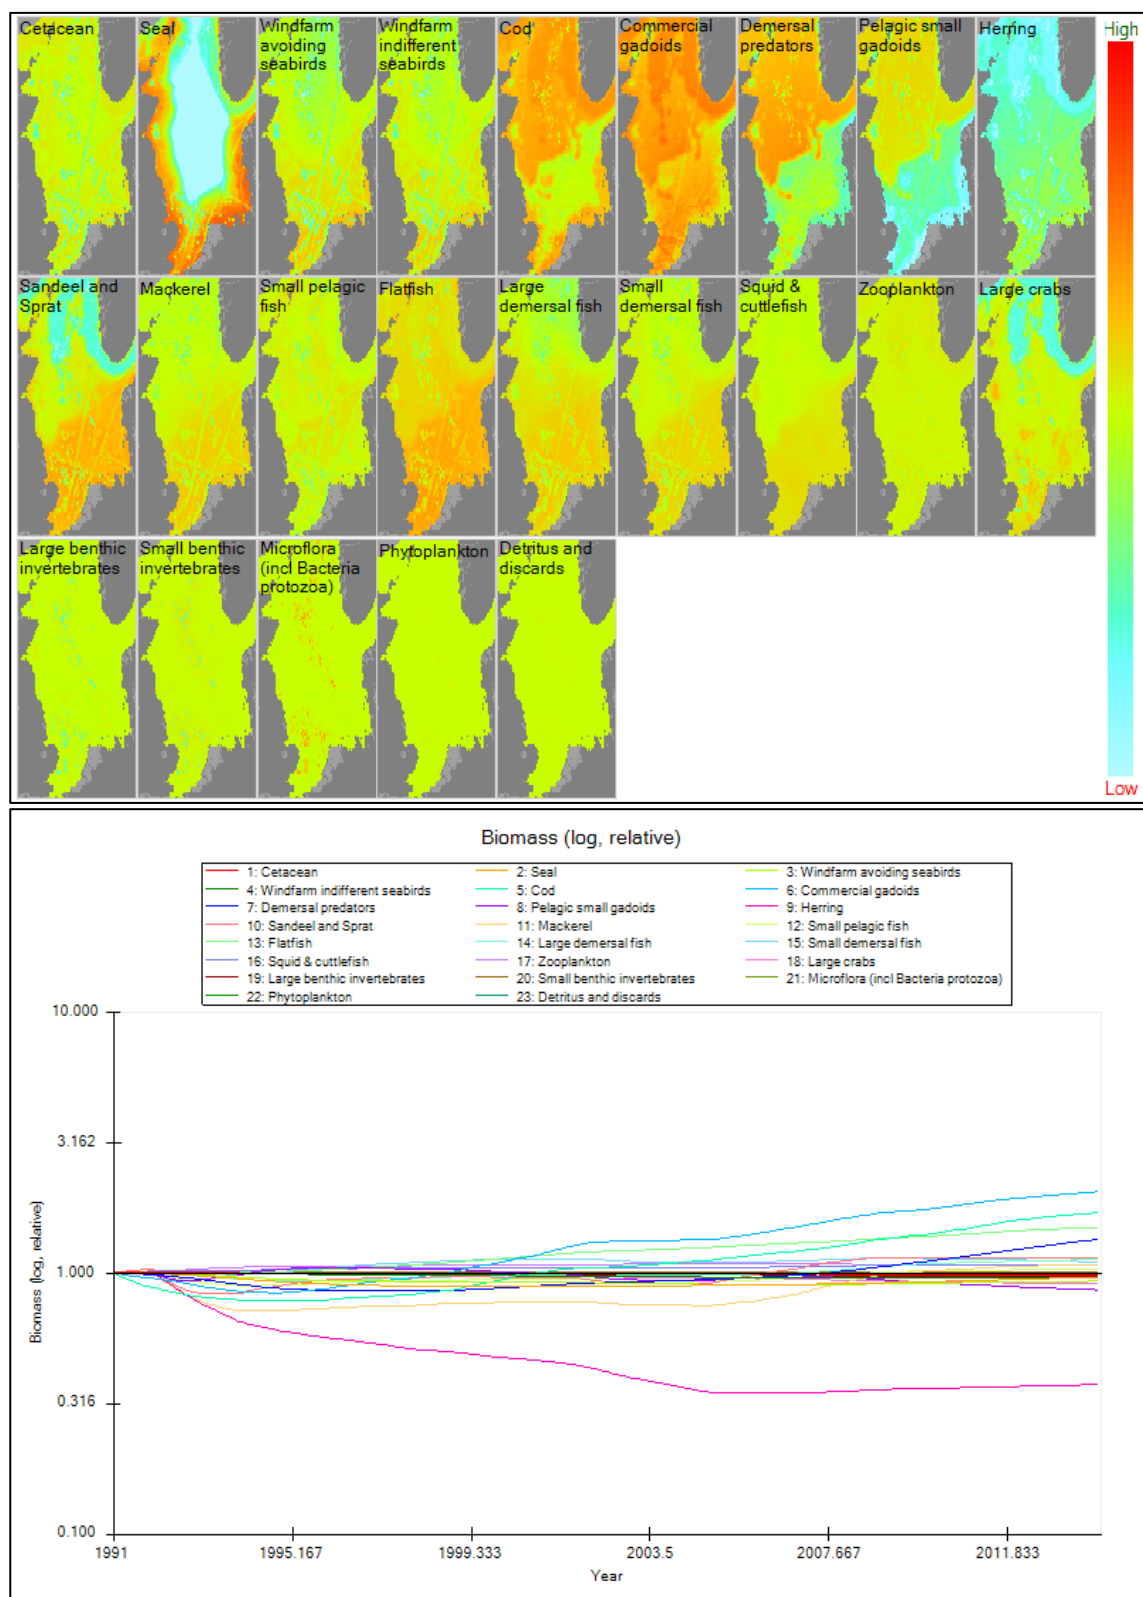 Cetacean
Seal
Windfarm
avoiding
seabirds
Windfarm
indifferent
seabirds
Cod
Commercial
gadoids
Demersal
predators
Pelagic small
gadoids
Herring
High
Sandeel and
Sprat
Mackerel
Small pelagic
fish
Flatfish
Large
demersal fish
Small
demersal fish
Squid &
cuttlefish
Zooplankton
Large crabs
Large benthic
invertebrates
Small benthic
invertebrates
Microflora
(incl Bacteria
protozoa)
Phytoplankton
Detritus and
discards
Low
Biomass (log, relative)
1: Cetacean
2: Seal
3: Windfarm avoiding seabirds
4: Windfarm indifferent seabirds
5: Cod
6: Commercial gadoids
7: Demersal predators
8: Pelagic small gadoids
9: Herring
10: Sandeel and Sprat
11: Mackerel
12: Small pelagic fish
13: Flatfish
14: Large demersal fish
15: Small demersal fish
16: Squid & cuttlefish
17: Zooplankton
18: Large crabs
19: Large benthic invertebrates
20: Small benthic invertebrates
21: Microflora (incl Bacteria protozoa)
22: Phytoplankton
23: Detritus and discards
10.000
3.162
1.000
0.316
0.100
Biomass (log, relative)
1991
1995.167
1999.333
2003.5
2007.667
2011.833
Year